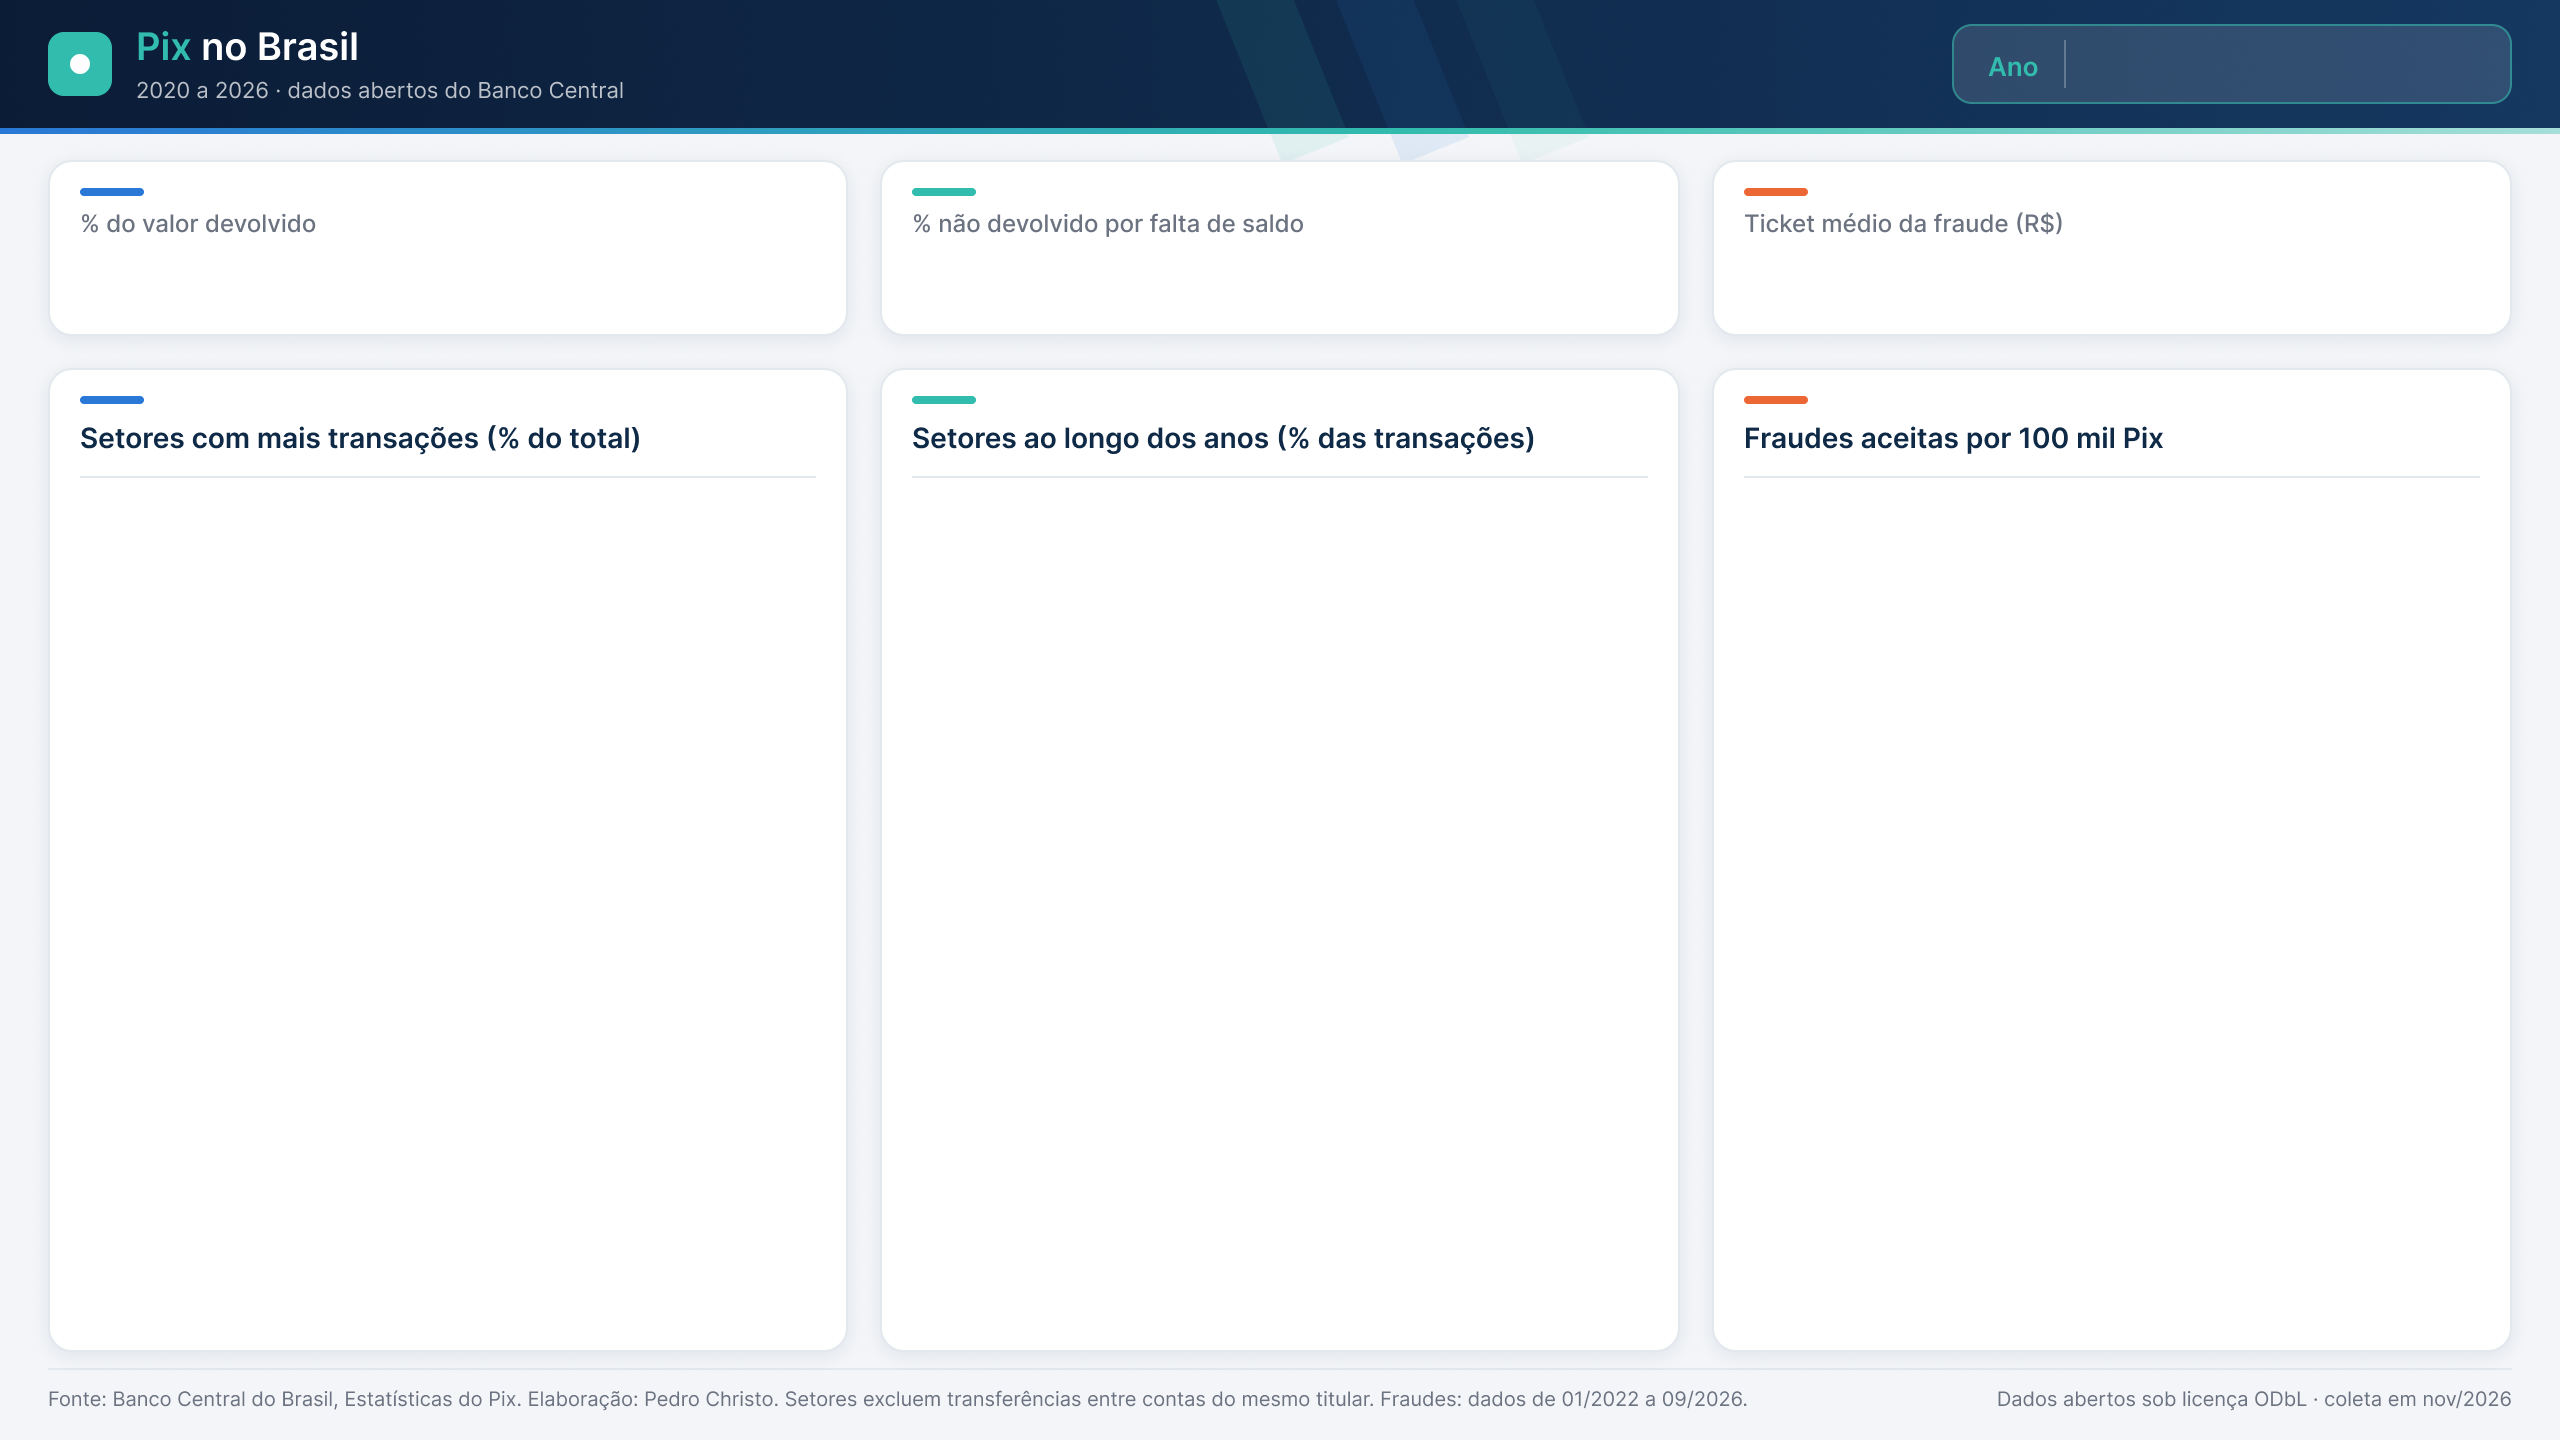 Pix no Brasil
2020 a 2026 · dados abertos do Banco Central
Ano
% do valor devolvido
% não devolvido por falta de saldo
Ticket médio da fraude (R$)
Setores com mais transações (% do total)
Setores ao longo dos anos (% das transações)
Fraudes aceitas por 100 mil Pix
Fonte: Banco Central do Brasil, Estatísticas do Pix. Elaboração: Pedro Christo. Setores excluem transferências entre contas do mesmo titular. Fraudes: dados de 01/2022 a 09/2026.
Dados abertos sob licença ODbL · coleta em nov/2026